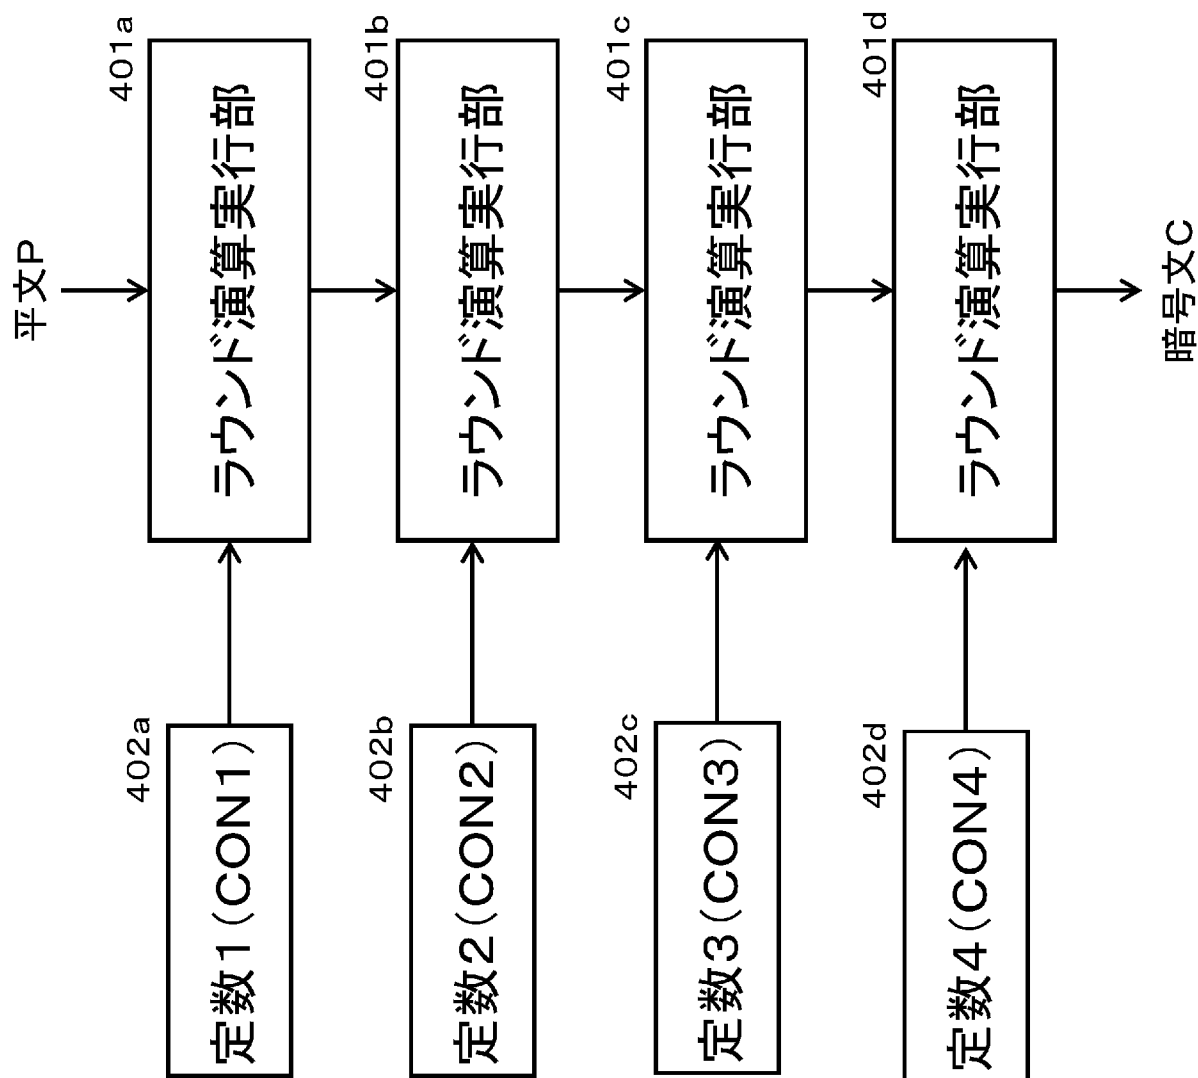 平文P
401a
ラウンド演算実行部
402a
定数1(CON1)
401b
ラウンド演算実行部
402b
定数2(CON2)
401c
ラウンド演算実行部
402c
定数3(CON3)
401d
ラウンド演算実行部
402d
定数4(CON4)
暗号文C